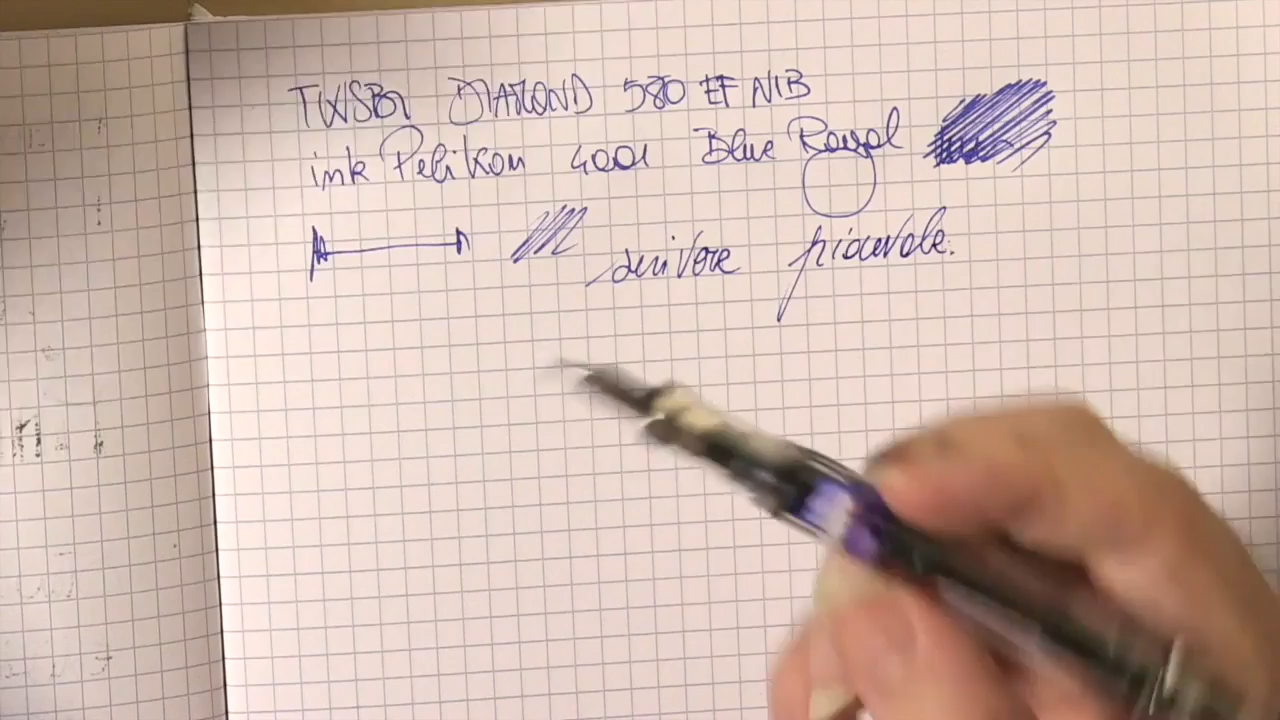 TWSBI DIAMOND 580 EF NIB
ink Pelikan 4001 Blue Royal
scrivere piacevole.